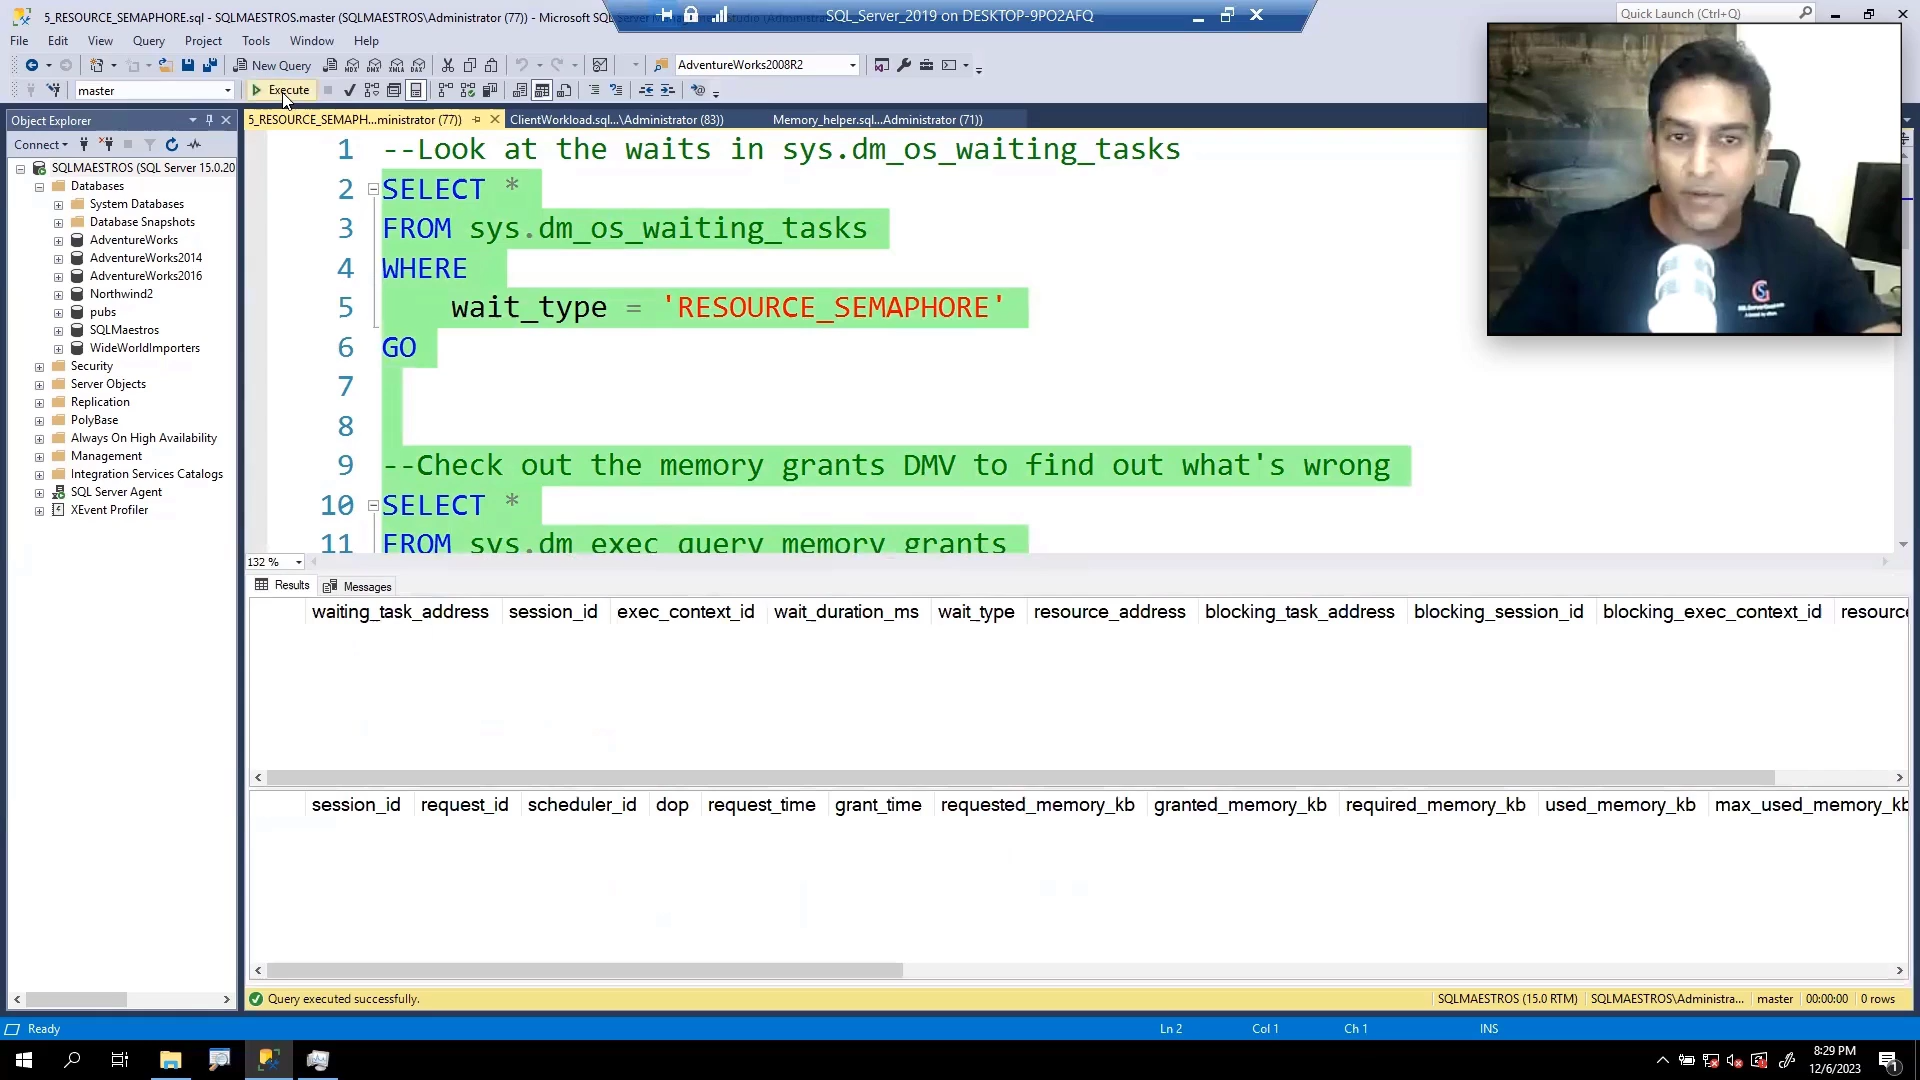 5_RESOURCE_SEMAPHORE.sql - SQLMAESTROS.master (SQLMAESTROS\Administrator (77)) - Microsoft SQL
SQL_Server_2019 on DESKTOP-9PO2AFQ
Quick Launch (Ctrl+Q)
File Edit View Query Project Tools Window Help
New Query
MDX DMX XMLA DAX
AdventureWorks2008R2
master
Execute
Object Explorer
5_RESOURCE_SEMAPH...ministrator (77))
ClientWorkload.sql...\Administrator (83))
Memory_helper.sql...Administrator (71))
Connect
SQLMAESTROS (SQL Server 15.0.20
Databases
System Databases
Database Snapshots
AdventureWorks
AdventureWorks2014
AdventureWorks2016
Northwind2
pubs
SQLMaestros
WideWorldImporters
Security
Server Objects
Replication
PolyBase
Always On High Availability
Management
Integration Services Catalogs
SQL Server Agent
XEvent Profiler
1 --Look at the waits in sys.dm_os_waiting_tasks
2 SELECT *
3 FROM sys.dm_os_waiting_tasks
4 WHERE
5 wait_type = 'RESOURCE_SEMAPHORE'
6 GO
7
8
9 --Check out the memory grants DMV to find out what's wrong
10 SELECT *
11 FROM sys.dm_exec_query_memory_grants
132 %
Results Messages
waiting_task_address session_id exec_context_id wait_duration_ms wait_type resource_address blocking_task_address blocking_session_id blocking_exec_context_id resourc
session_id request_id scheduler_id dop request_time grant_time requested_memory_kb granted_memory_kb required_memory_kb used_memory_kb max_used_memory_kb
Query executed successfully.
SQLMAESTROS (15.0 RTM) SQLMAESTROS\Administra... master 00:00:00 0 rows
Ready
Ln 2 Col 1 Ch 1 INS
8:29 PM
12/6/2023
1